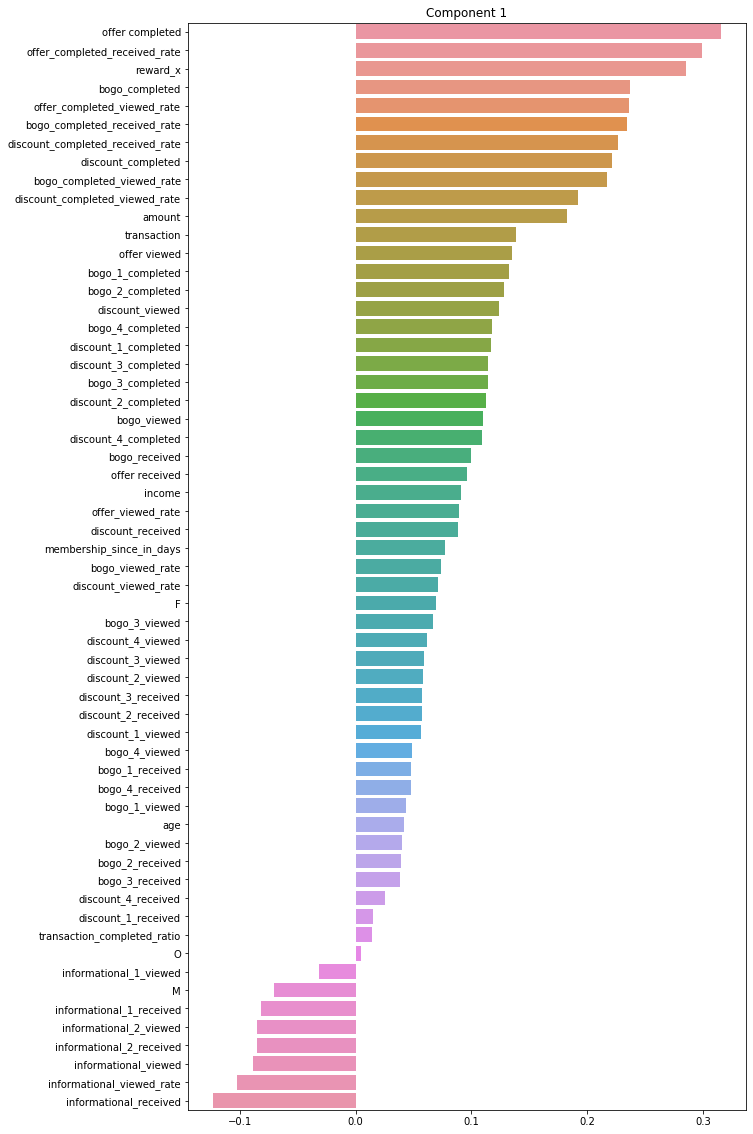 Component 1
offer completed
offer_completed_received_rate
reward_x
bogo_completed
offer_completed_viewed_rate
bogo_completed_received_rate
discount_completed_received_rate
discount_completed
bogo_completed_viewed_rate
discount_completed_viewed_rate
amount
transaction
offer viewed
bogo_1_completed
bogo_2_completed
discount_viewed
bogo_4_completed
discount_1_completed
discount_3_completed
bogo_3_completed
discount_2_completed
bogo_viewed
discount_4_completed
bogo_received
offer received
income
offer_viewed_rate
discount_received
membership_since_in_days
bogo_viewed_rate
discount_viewed_rate
F
bogo_3_viewed
discount_4_viewed
discount_3_viewed
discount_2_viewed
discount_3_received
discount_2_received
discount_1_viewed
bogo_4_viewed
bogo_1_received
bogo_4_received
bogo_1_viewed
age
bogo_2_viewed
bogo_2_received
bogo_3_received
discount_4_received
discount_1_received
transaction_completed_ratio
O
informational_1_viewed
M
informational_1_received
informational_2_viewed
informational_2_received
informational_viewed
informational_viewed_rate
informational_received
−0.1 0.0 0.1 0.2 0.3